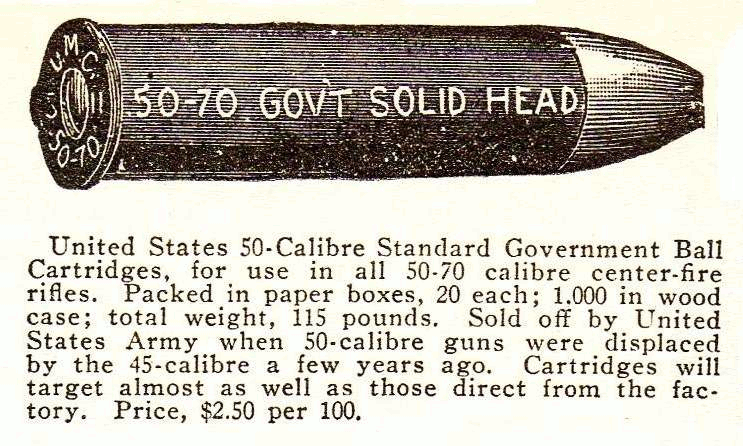 U.M.C.
50-70
.50-70 GOV'T SOLID HEAD
United States 50-Calibre Standard Government Ball
Cartridges, for use in all 50-70 calibre center-fire
rifles. Packed in paper boxes, 20 each; 1.000 in wood
case; total weight, 115 pounds. Sold off by United
States Army when 50-calibre guns were displaced
by the 45-calibre a few years ago. Cartridges will
target almost as well as those direct from the fac-
tory. Price, $2.50 per 100.